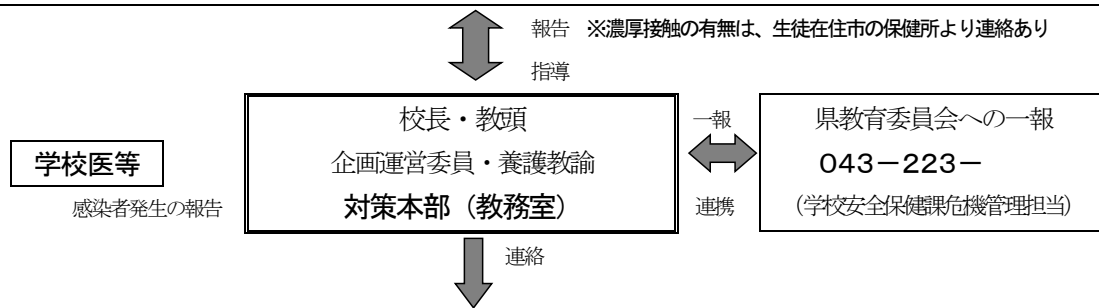 報告　※濃厚接触の有無は、生徒在住市の保健所より連絡あり
指導
校長・教頭
企画運営委員・養護教諭
対策本部（教務室）
学校医等
感染者発生の報告
一報
連携
県教育委員会への一報
０４３－２２３－
（学校安全保健課危機管理担当）
連絡